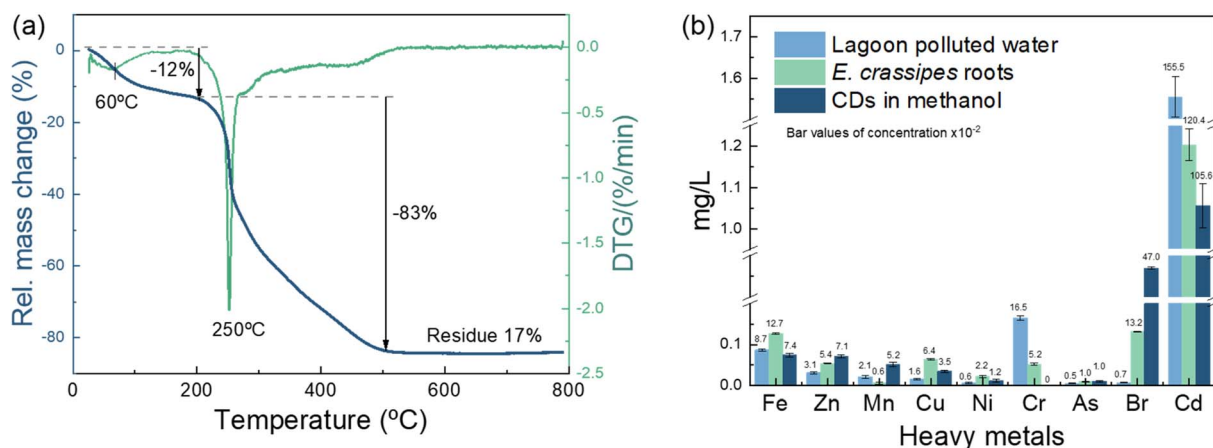 (a)
Rel. mass change (%)
0
-20
-40
-60
-80
-12%
60ºC
-83%
250ºC
Residue 17%
0.0
-0.5
-1.0
-1.5
-2.0
-2.5
DTG/(%/min)
0 200 400 600 800
Temperature (ºC)
(b)
Lagoon polluted water
E. crassipes roots
CDs in methanol
Bar values of concentration x10-2
mg/L
1.7
1.6
1.2
1.1
1.0
0.1
0.0
8.7 12.7 7.4
3.1 5.4 7.1
2.1 0.6 5.2
1.6 6.4 3.5
0.6 2.2 1.2
16.5 5.2 0
0.5 1.0 1.0
0.7 13.2 47.0
155.5 120.4 105.6
Fe Zn Mn Cu Ni Cr As Br Cd
Heavy metals